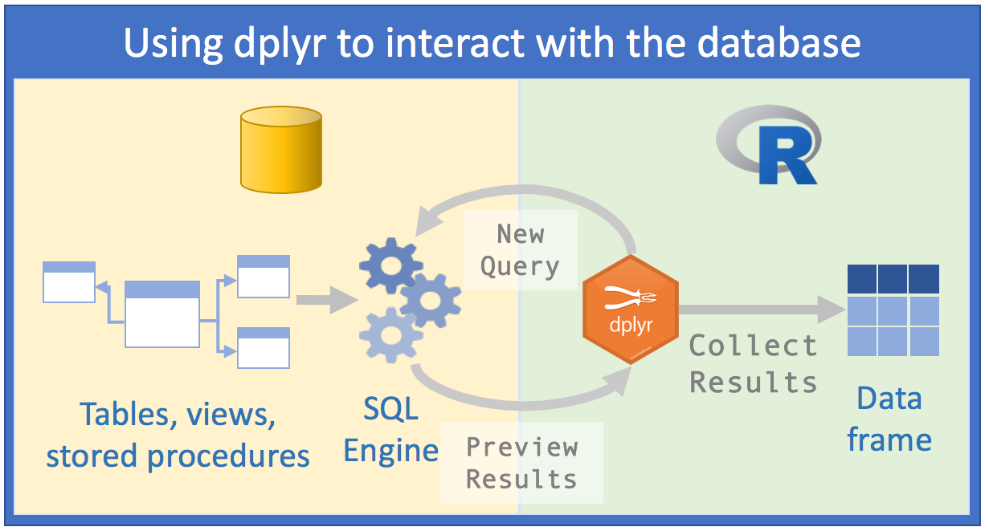 Using dplyr to interact with the database
R
New
Query
dplyr
Collect
Results
Tables, views,
stored procedures
SQL
Engine
Preview
Results
Data
frame